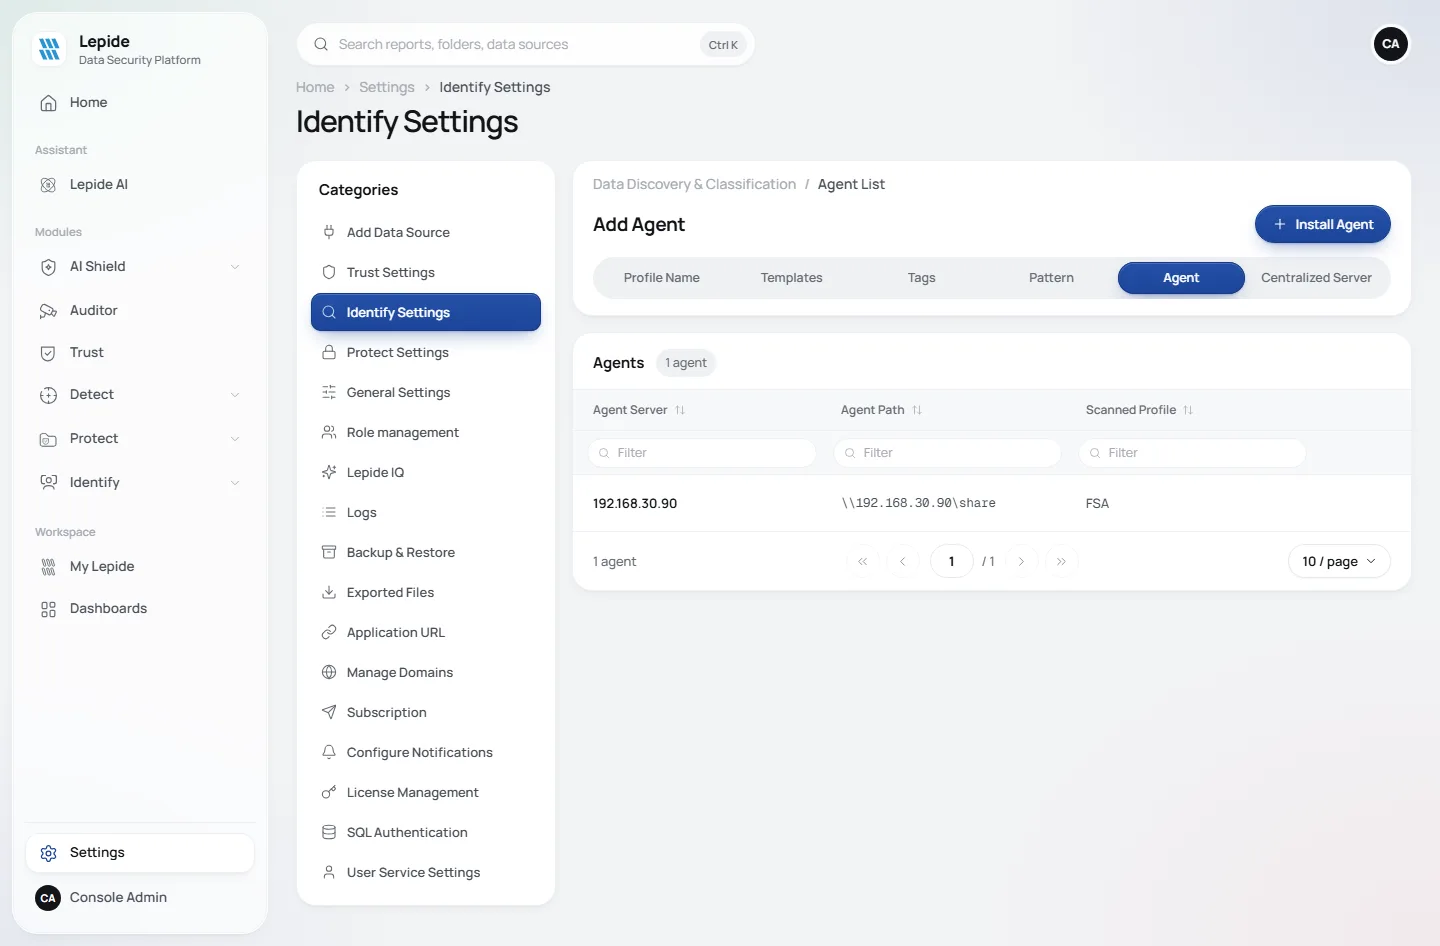 Lepide
Data Security Platform
Home
Assistant
Lepide AI
Modules
AI Shield
Auditor
Trust
Detect
Protect
Identify
Workspace
My Lepide
Dashboards
Settings
CA Console Admin
Search reports, folders, data sources Ctrl K
CA
Home > Settings > Identify Settings
Identify Settings
Categories
Add Data Source
Trust Settings
Identify Settings
Protect Settings
General Settings
Role management
Lepide IQ
Logs
Backup & Restore
Exported Files
Application URL
Manage Domains
Subscription
Configure Notifications
License Management
SQL Authentication
User Service Settings
Data Discovery & Classification / Agent List
Add Agent
+ Install Agent
Profile Name Templates Tags Pattern Agent Centralized Server
Agents 1 agent
Agent Server Agent Path Scanned Profile
Filter Filter Filter
192.168.30.90 \\192.168.30.90\share FSA
1 agent « ‹ 1 / 1 › » 10 / page